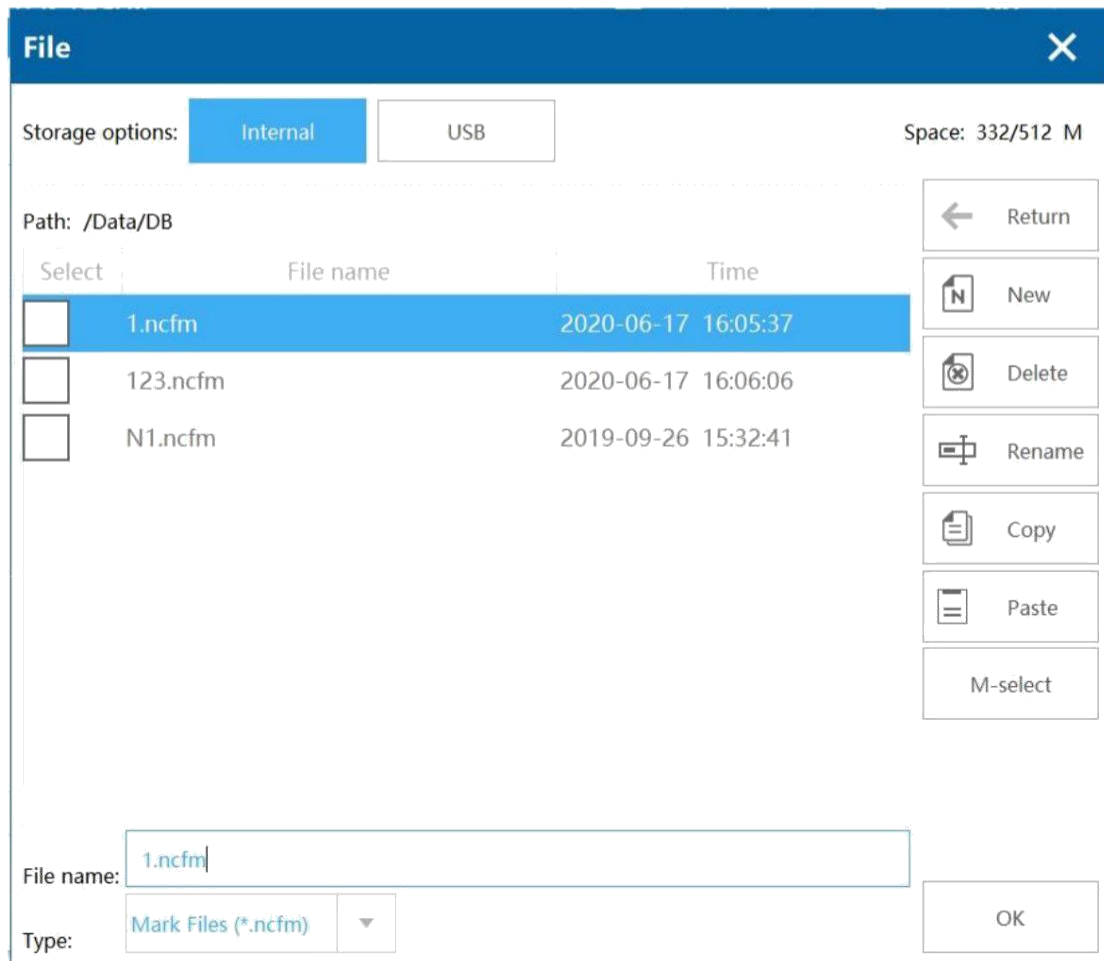 File
Storage options: Internal USB Space: 332/512 M
Path: /Data/DB
Return
Select File name Time
New
1.ncfm 2020-06-17 16:05:37
123.ncfm 2020-06-17 16:06:06
Delete
N1.ncfm 2019-09-26 15:32:41
Rename
Copy
Paste
M-select
File name: 1.ncfm
Type: Mark Files (*.ncfm)
OK